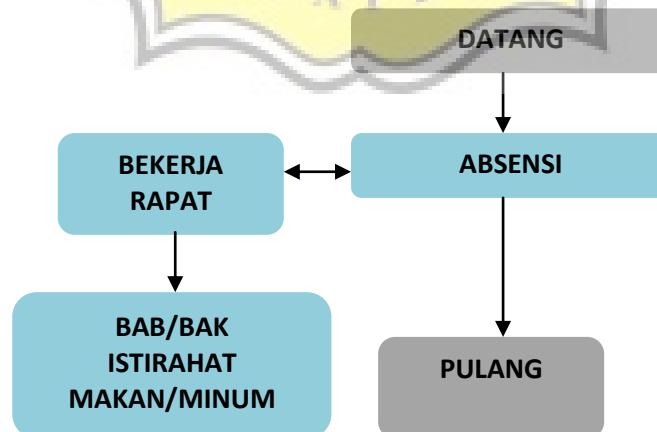 DATANG
BEKERJA
RAPAT
ABSENSI
BAB/BAK
ISTIRAHAT
MAKAN/MINUM
PULANG